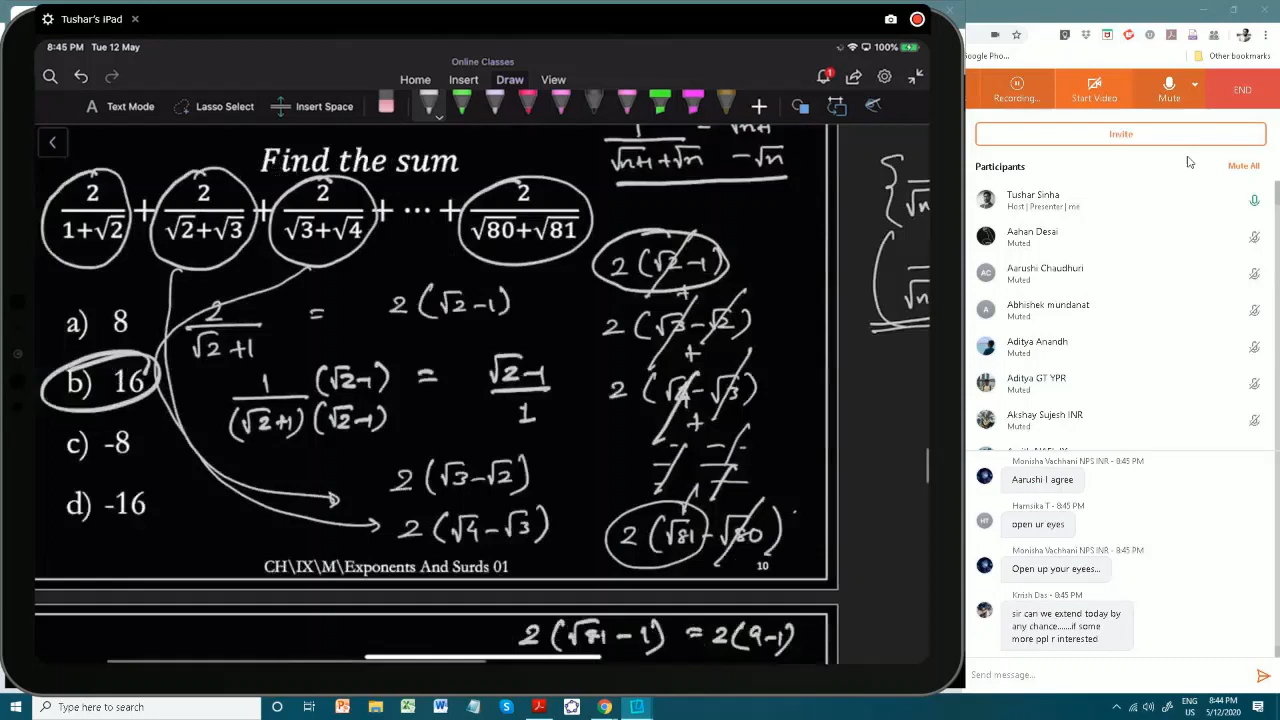 Tushar's iPad ×
8:45 PM Tue 12 May
100%
Online Classes
Home Insert Draw View
1
A Text Mode Lasso Select Insert Space
1/(√n+1 + √n) = √n+1 − √n
Find the sum
2/(1+√2) + 2/(√2+√3) + 2/(√3+√4) + ⋯ + 2/(√80+√81)
2(√2−1)
+
a) 8
2/(√2+1) = 2(√2−1)
2(√3−√2)
+
b) 16
1/(√2+1) (√2−1)/(√2−1) = (√2−1)/1
2(√4−√3)
+
c) -8
2(√3−√2)
d) -16
2(√4−√3)
2(√81−√80)
CH\IX\M\Exponents And Surds 01
10
2(√81−1) = 2(9−1)
oogle Pho...
Other bookmarks
Recording... Start Video Mute END
Invite
Participants Mute All
Tushar Sinha
Host | Presenter | me
Aahan Desai
Muted
AC Aarushi Chaudhuri
Muted
A Abhishek mundanat
Muted
Aditya Anandh
Muted
Aditya GT YPR
Muted
Akshay Sujesh INR
Muted
Monisha Vachhani NPS INR - 8:45 PM
Aarushi I agree
Hamsika T - 8:45 PM
HT open ur eyes
Monisha Vachhani NPS INR - 8:45 PM
Open up your eyees...
Krish Das - 8:45 PM
sir can we extend today by
any chance......if some
more ppl r interested
Send message...
Type here to search
ENG
US
8:44 PM
5/12/2020